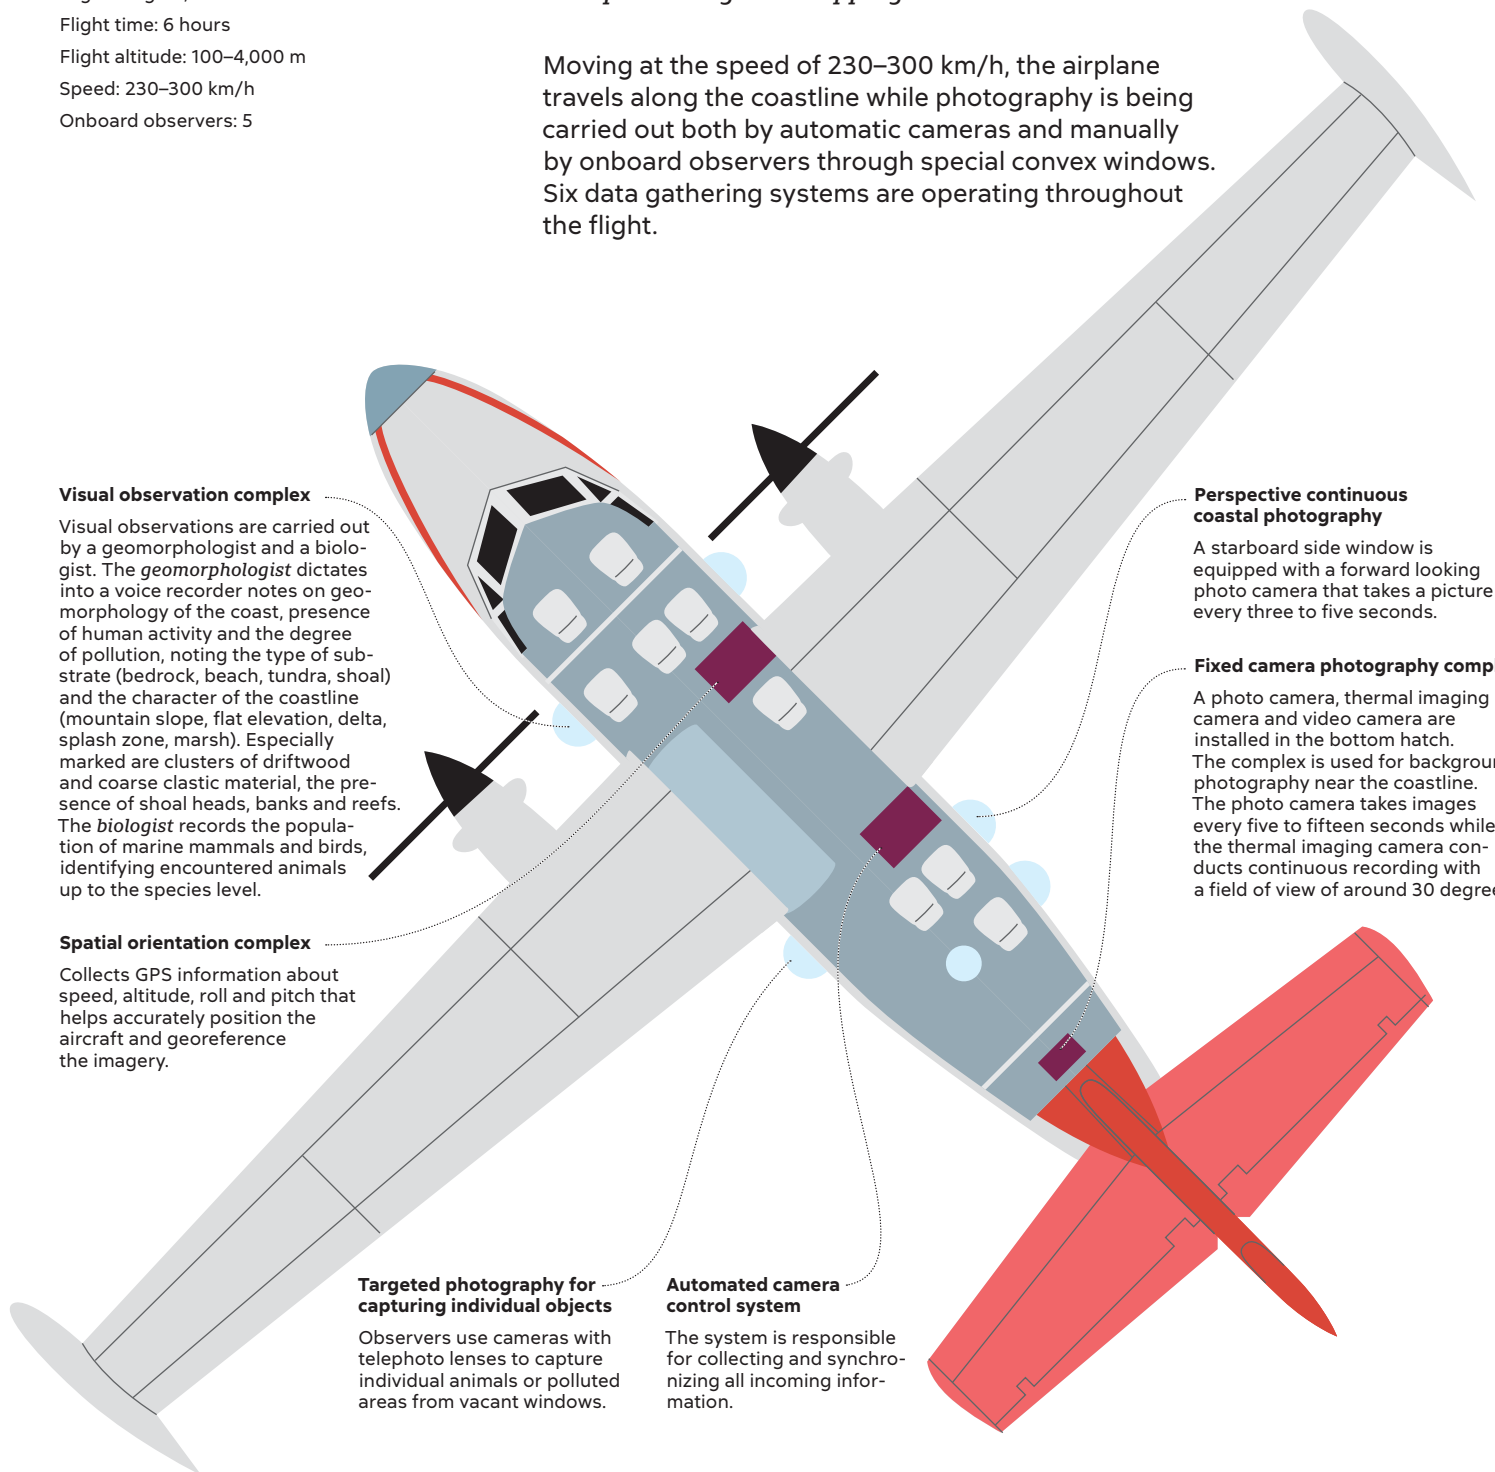 Flight time: 6 hours
Flight altitude: 100–4,000 m
Speed: 230–300 km/h
Onboard observers: 5
Moving at the speed of 230–300 km/h, the airplane
travels along the coastline while photography is being
carried out both by automatic cameras and manually
by onboard observers through special convex windows.
Six data gathering systems are operating throughout
the flight.
Visual observation complex
Visual observations are carried out
by a geomorphologist and a biolo-
gist. The geomorphologist dictates
into a voice recorder notes on geo-
morphology of the coast, presence
of human activity and the degree
of pollution, noting the type of sub-
strate (bedrock, beach, tundra, shoal)
and the character of the coastline
(mountain slope, flat elevation, delta,
splash zone, marsh). Especially
marked are clusters of driftwood
and coarse clastic material, the pre-
sence of shoal heads, banks and reefs.
The biologist records the popula-
tion of marine mammals and birds,
identifying encountered animals
up to the species level.
Spatial orientation complex
Collects GPS information about
speed, altitude, roll and pitch that
helps accurately position the
aircraft and georeference
the imagery.
Perspective continuous
coastal photography
A starboard side window is
equipped with a forward looking
photo camera that takes a picture
every three to five seconds.
Fixed camera photography
A photo camera, thermal imaging
camera and video camera are
installed in the bottom hatch.
The complex is used for
photography near the coastline.
The photo camera takes images
every five to fifteen seconds while
the thermal imaging camera con-
ducts continuous recording with
a field of view of around 30
Targeted photography for
capturing individual objects
Observers use cameras with
telephoto lenses to capture
individual animals or polluted
areas from vacant windows.
Automated camera
control system
The system is responsible
for collecting and synchro-
nizing all incoming infor-
mation.